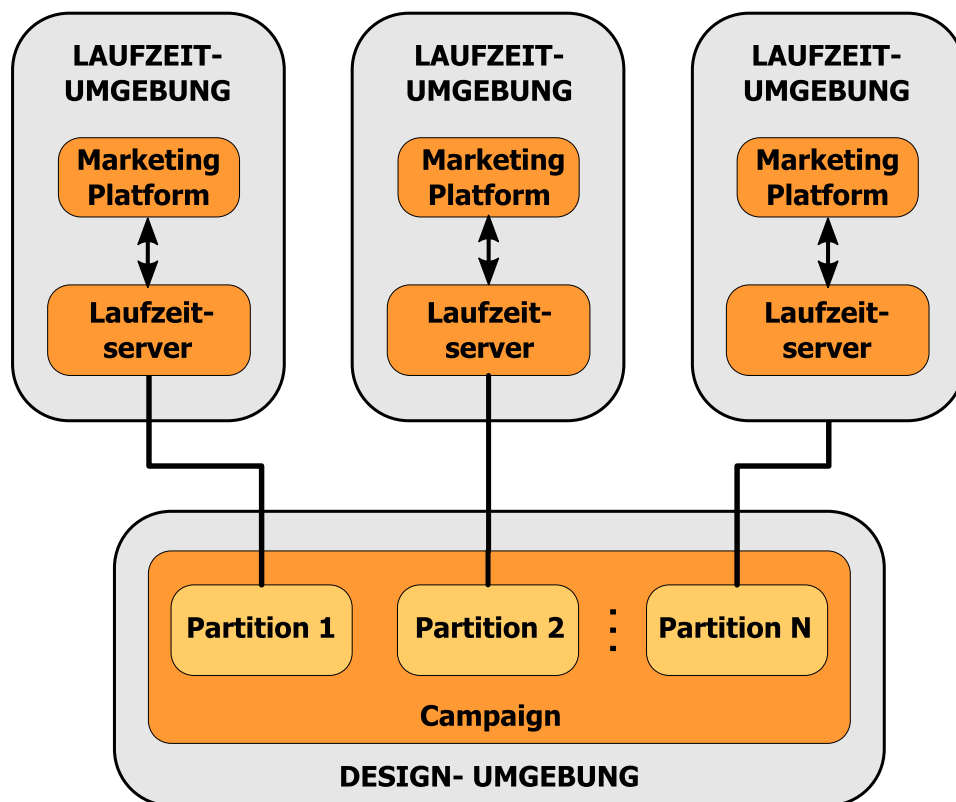 LAUFZEIT-
UMGEBUNG
Marketing
Platform
Laufzeit-
server
LAUFZEIT-
UMGEBUNG
Marketing
Platform
Laufzeit-
server
LAUFZEIT-
UMGEBUNG
Marketing
Platform
Laufzeit-
server
Partition 1
Partition 2
Partition N
Campaign
DESIGN- UMGEBUNG